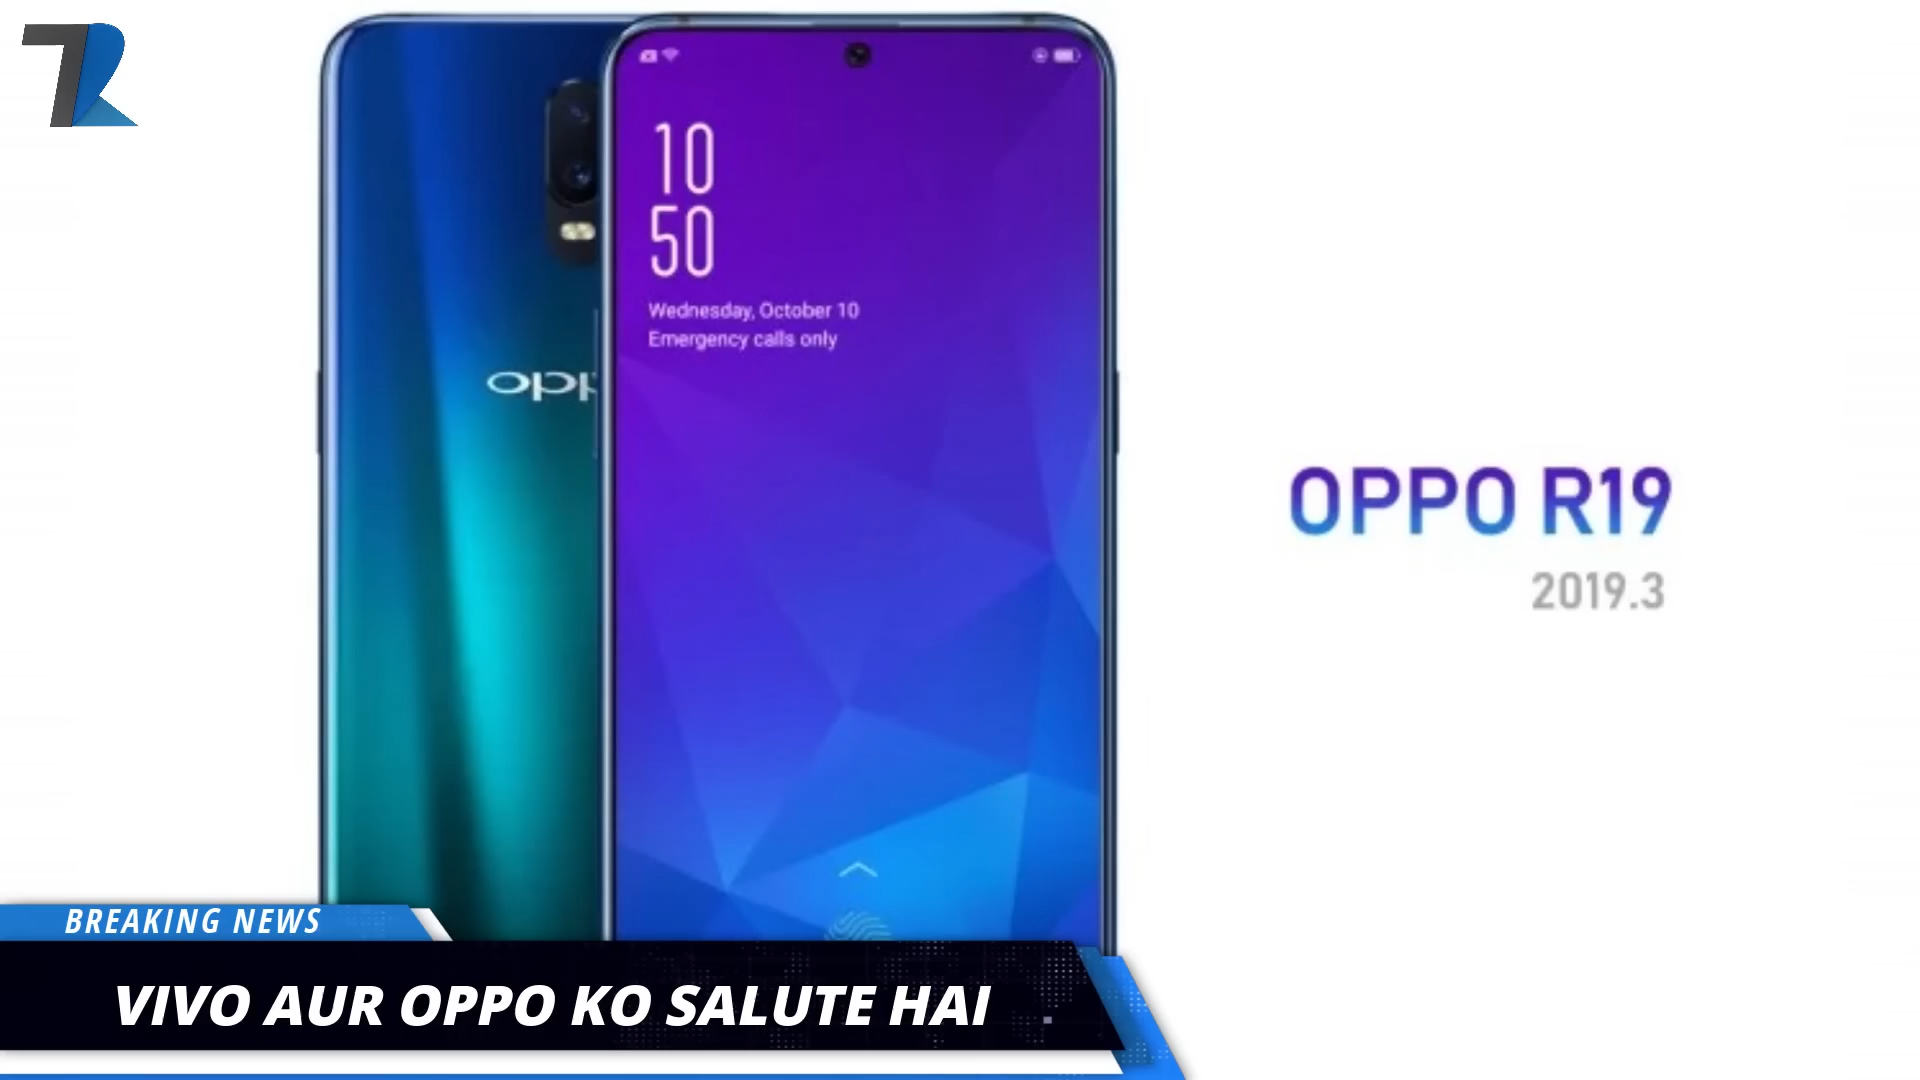 10
50
Wednesday, October 10
Emergency calls only
OPPO R19
2019.3
BREAKING NEWS
VIVO AUR OPPO KO SALUTE HAI